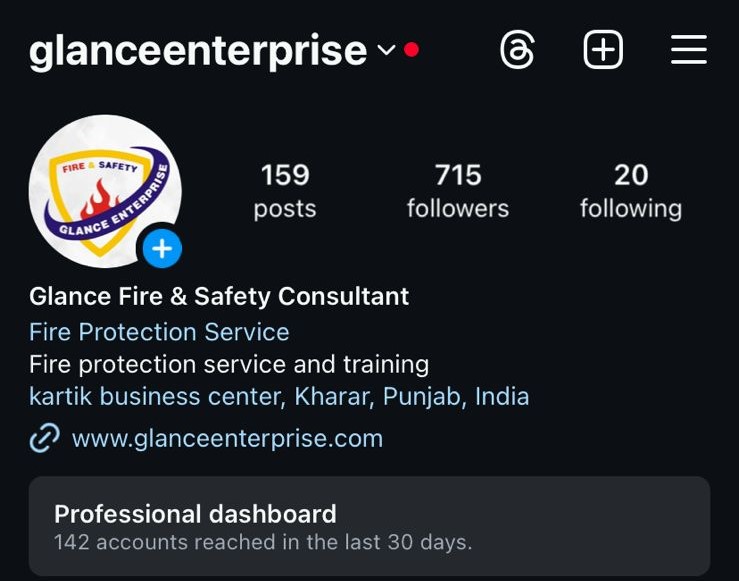 glanceenterprise
FIRE & SAFETY
GLANCE ENTERPRISE
159
posts
715
followers
20
following
Glance Fire & Safety Consultant
Fire Protection Service
Fire protection service and training
kartik business center, Kharar, Punjab, India
www.glanceenterprise.com
Professional dashboard
142 accounts reached in the last 30 days.